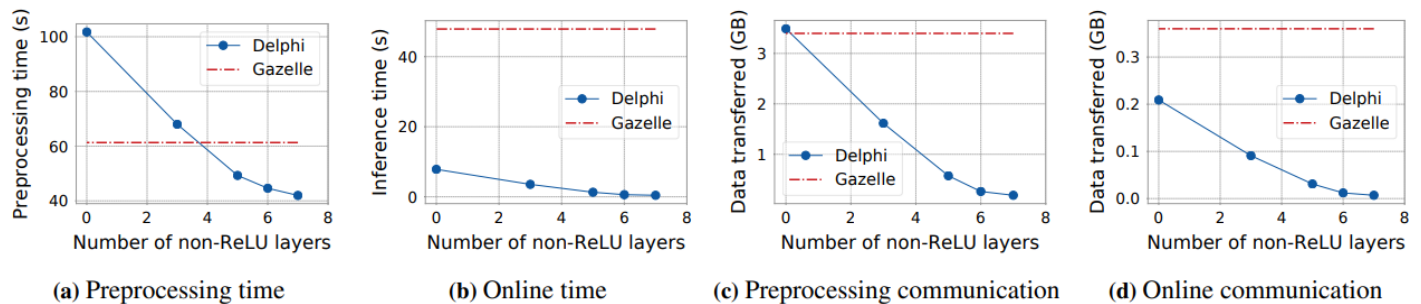 Preprocessing time (s)
100
80
60
40
0
2
4
6
8
Delphi
Gazelle
Number of non-ReLU layers
(a) Preprocessing time
Inference time (s)
40
20
0
0
2
4
6
8
Delphi
Gazelle
Number of non-ReLU layers
(b) Online time
Data transferred (GB)
3
2
1
0
2
4
6
8
Delphi
Gazelle
Number of non-ReLU layers
(c) Preprocessing communication
Data transferred (GB)
0.3
0.2
0.1
0.0
0
2
4
6
8
Delphi
Gazelle
Number of non-ReLU layers
(d) Online communication